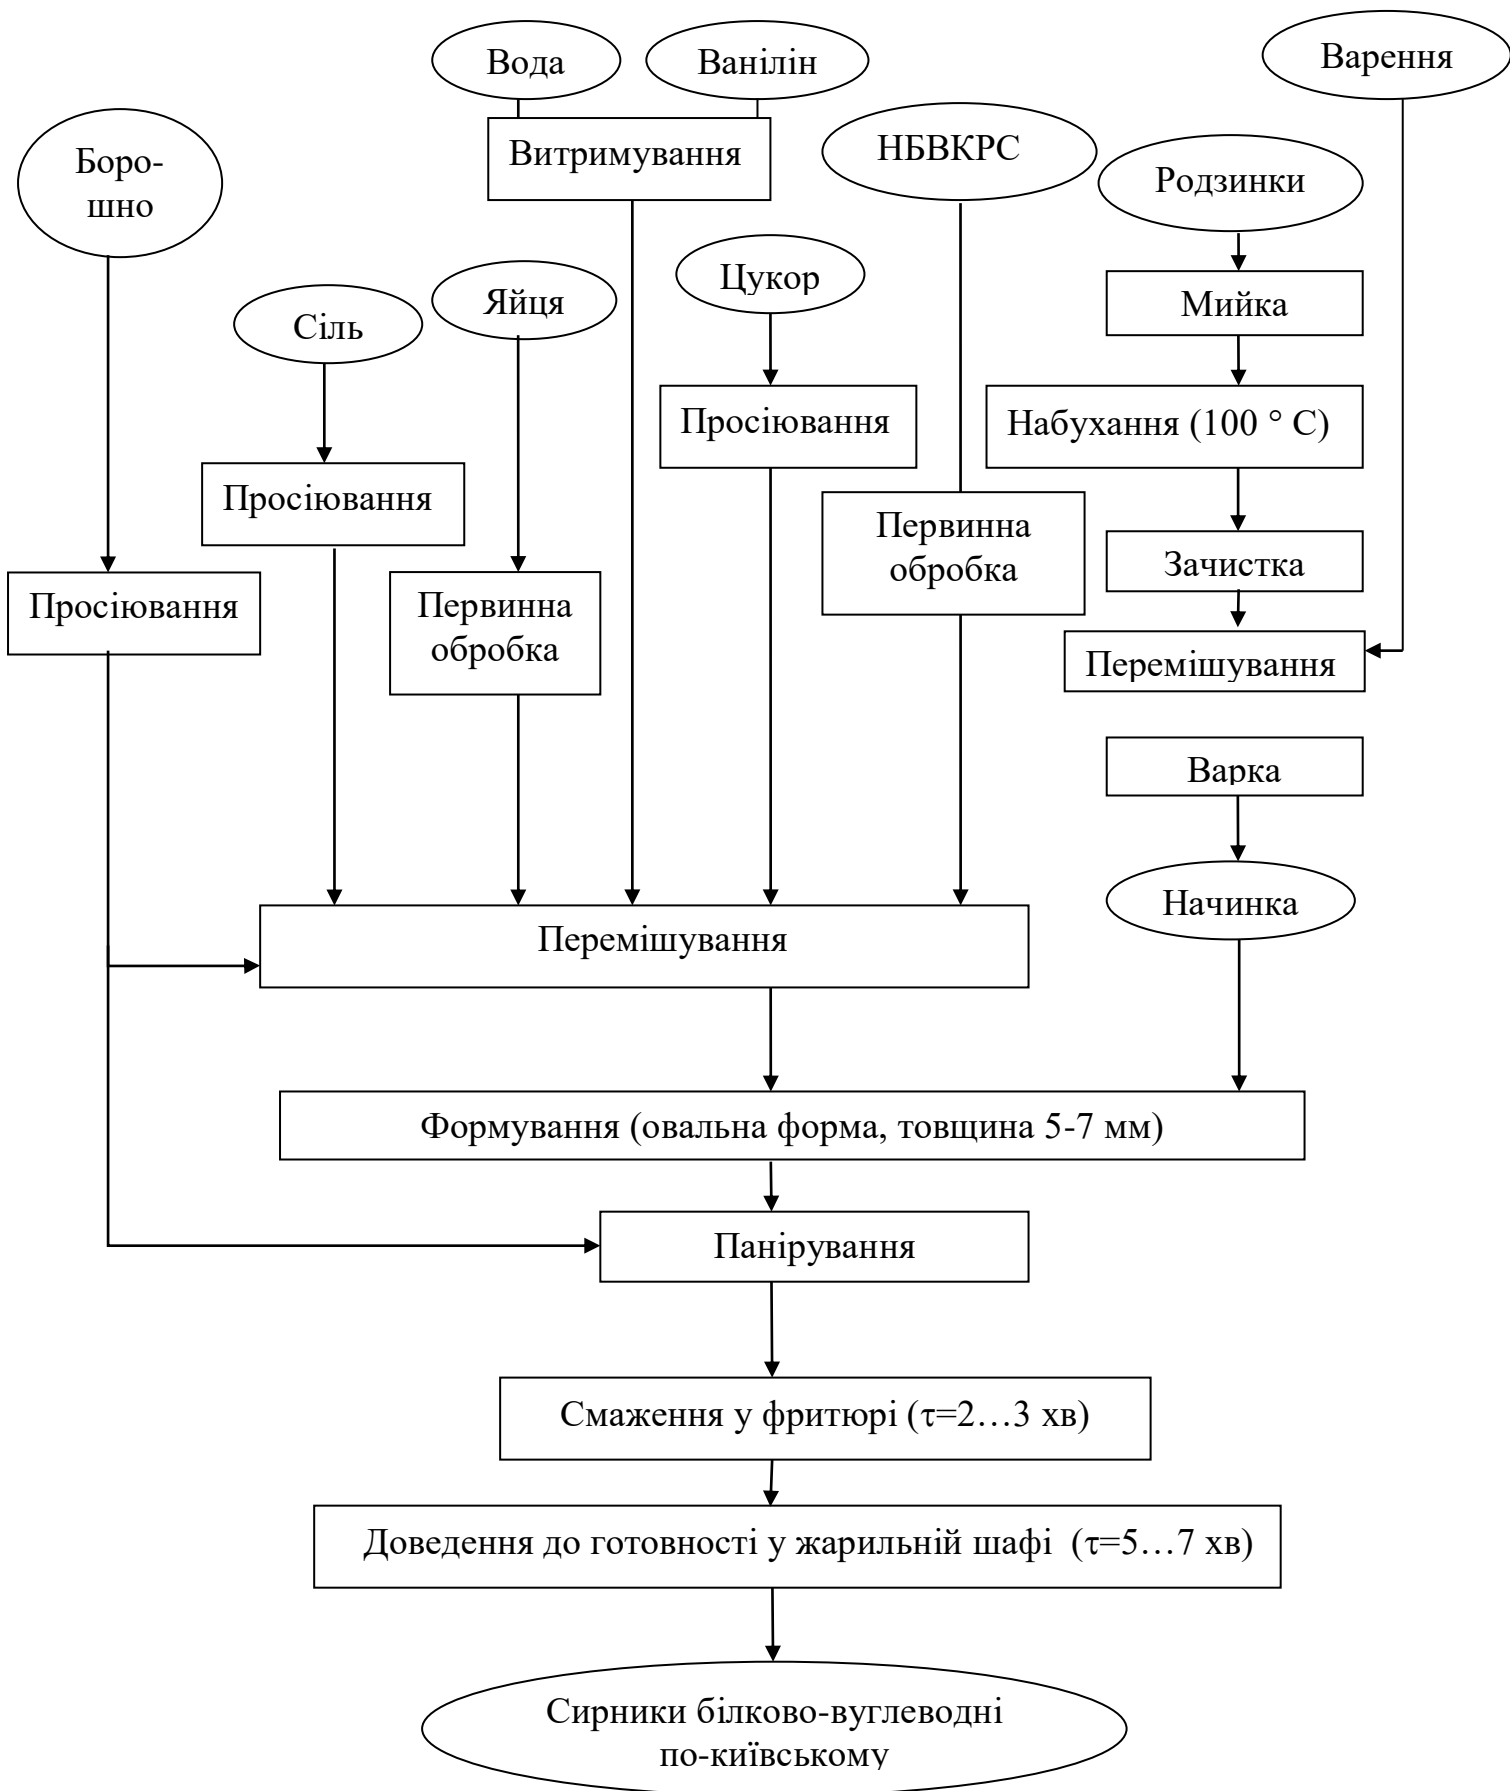 Вода
Ванілін
Варення
Боро-
шно
Витримування
НБВКРС
Родзинки
Сіль
Яйця
Цукор
Мийка
Просіювання
Набухання (100 ° С)
Просіювання
Первинна
обробка
Зачистка
Просіювання
Первинна
обробка
Перемішування
Варка
Начинка
Перемішування
Формування (овальна форма, товщина 5-7 мм)
Панірування
Смаження у фритюрі (τ=2…3 хв)
Доведення до готовності у жарильній шафі (τ=5…7 хв)
Сирники білково-вуглеводні
по-київському